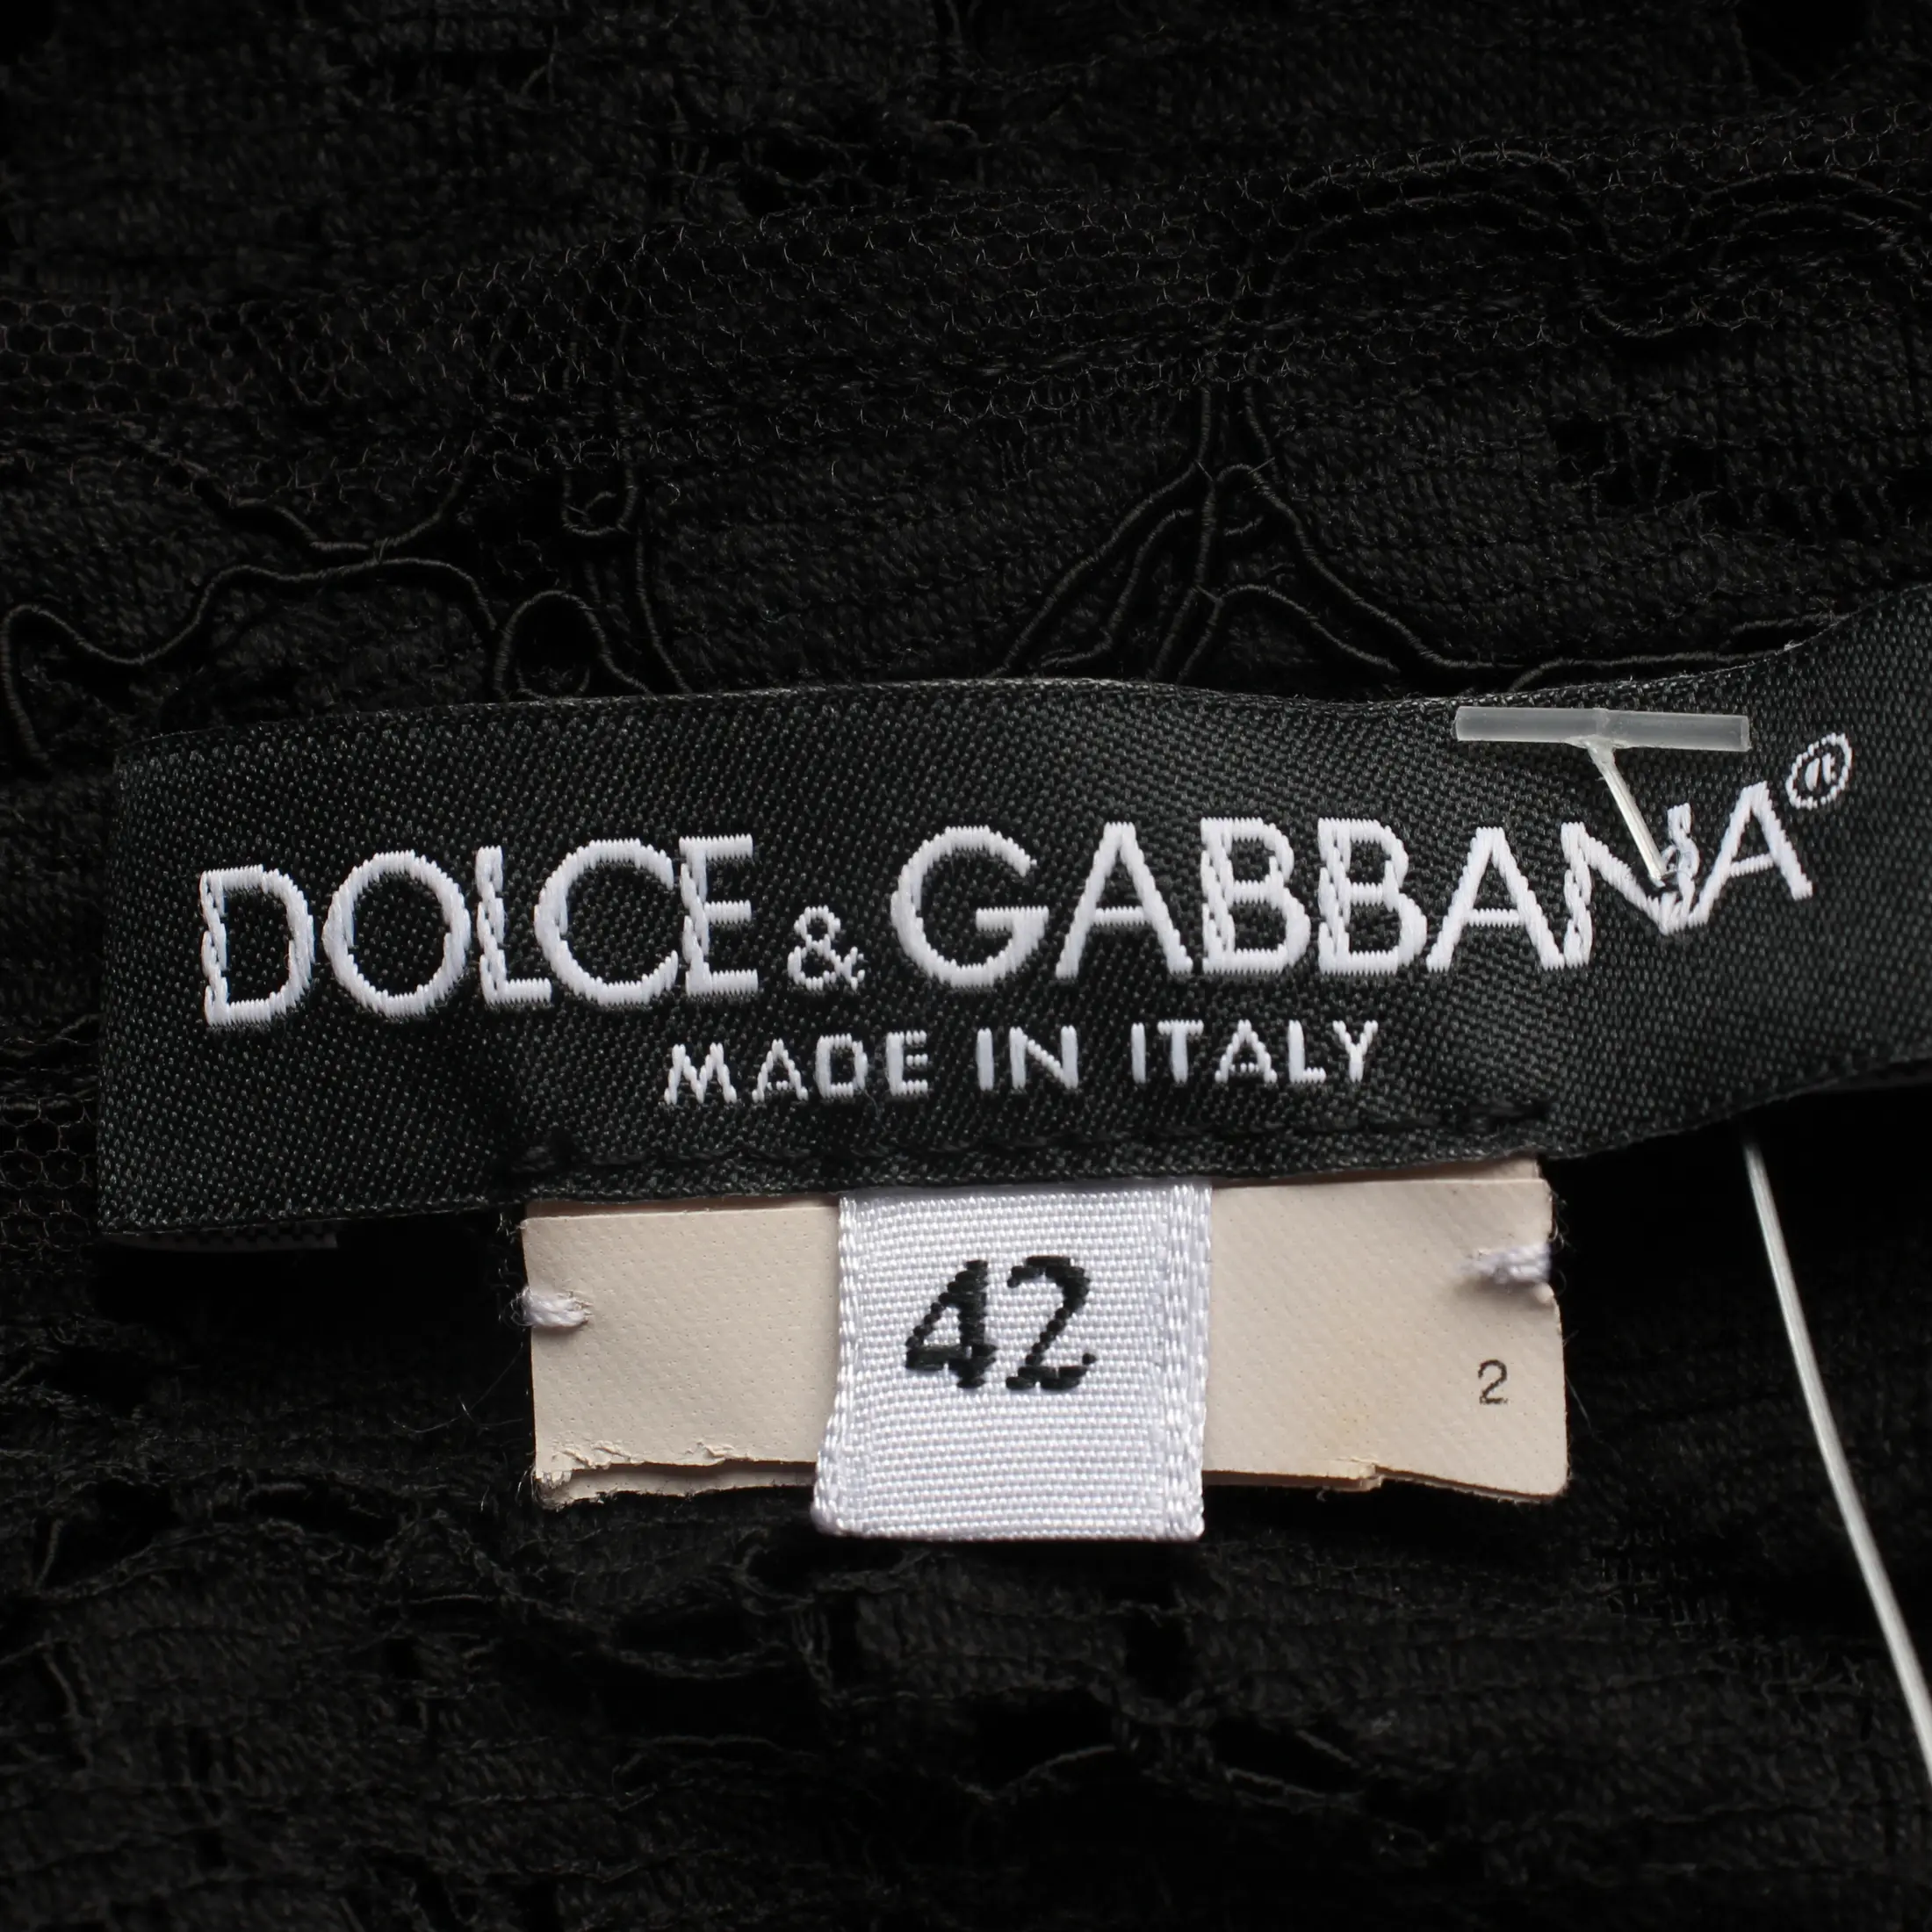 DOLCE & GABBANA®
MADE IN ITALY
42
2